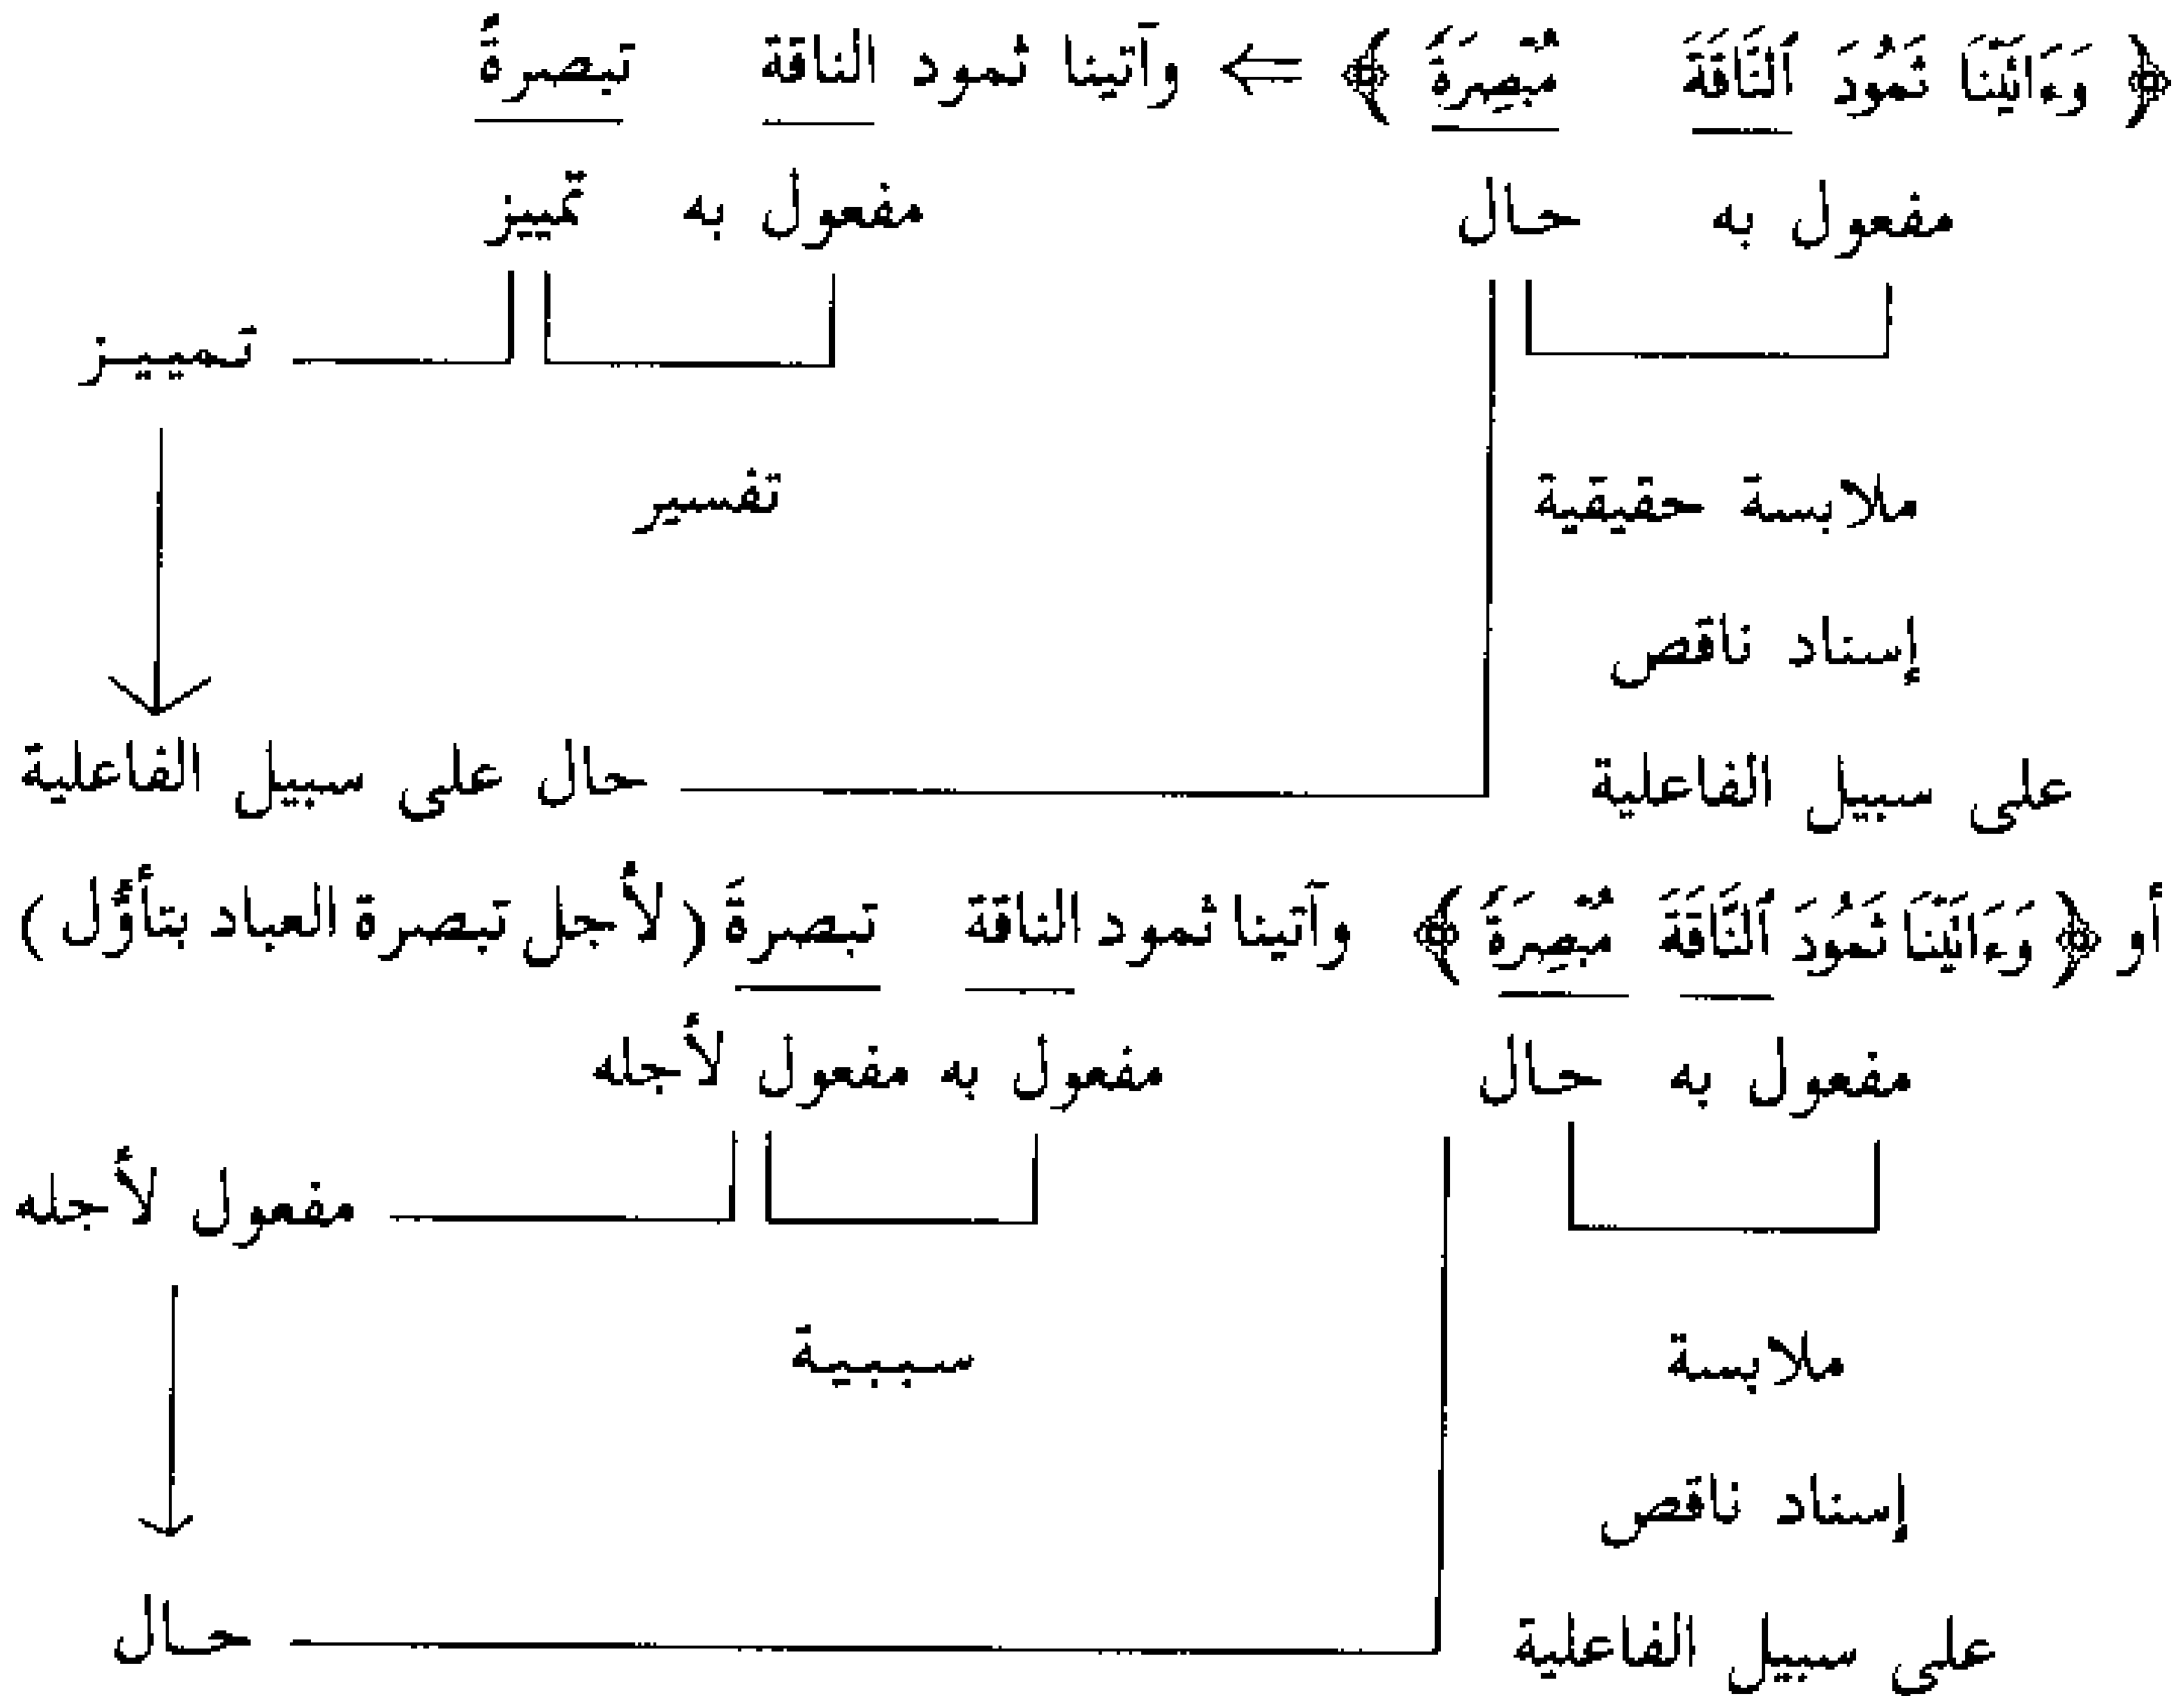 ﴿ وَءَاتَيْنَا ثَمُودَ ٱلنَّاقَةَ مُبْصِرَةً ﴾ ⇐ وآتينا ثمود الناقة تبصرةً
مفعول به حال مفعول به تمييز
تمييز
ملابسة حقيقية تفسير
إسناد ناقص
على سبيل الفاعلية حال على سبيل الفاعلية
أو ﴿ وَءَاتَيْنَا ثَمُودَ ٱلنَّاقَةَ مُبْصِرَةً ﴾ وآتينا ثمود الناقة تبصرةً (لأجل تبصرة العباد بتأوُّل)
مفعول به حال مفعول به مفعول لأجله
مفعول لأجله
ملابسة سببية
إسناد ناقص
على سبيل الفاعلية حال